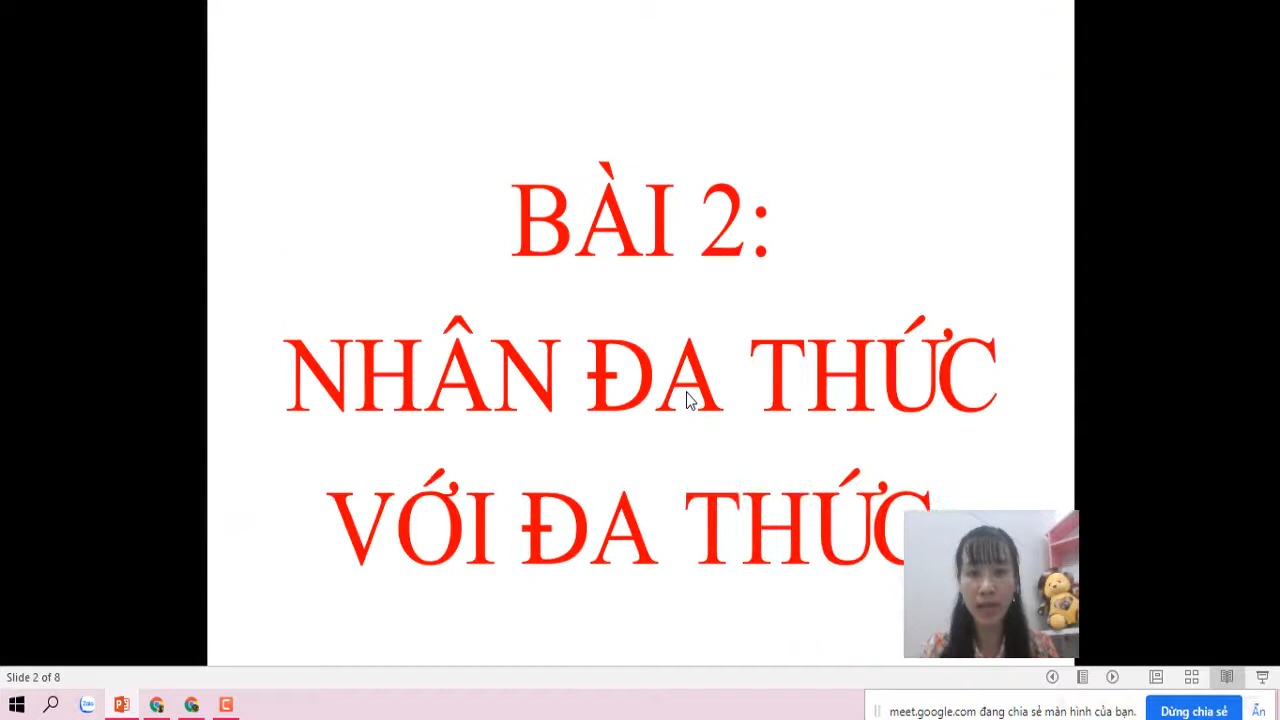 BÀI 2:
NHÂN ĐA THỨC
VỚI ĐA THỨC
Slide 2 of 8
Zalo
meet.google.com đang chia sẻ màn hình của bạn.
Dừng chia sẻ
Ẩn